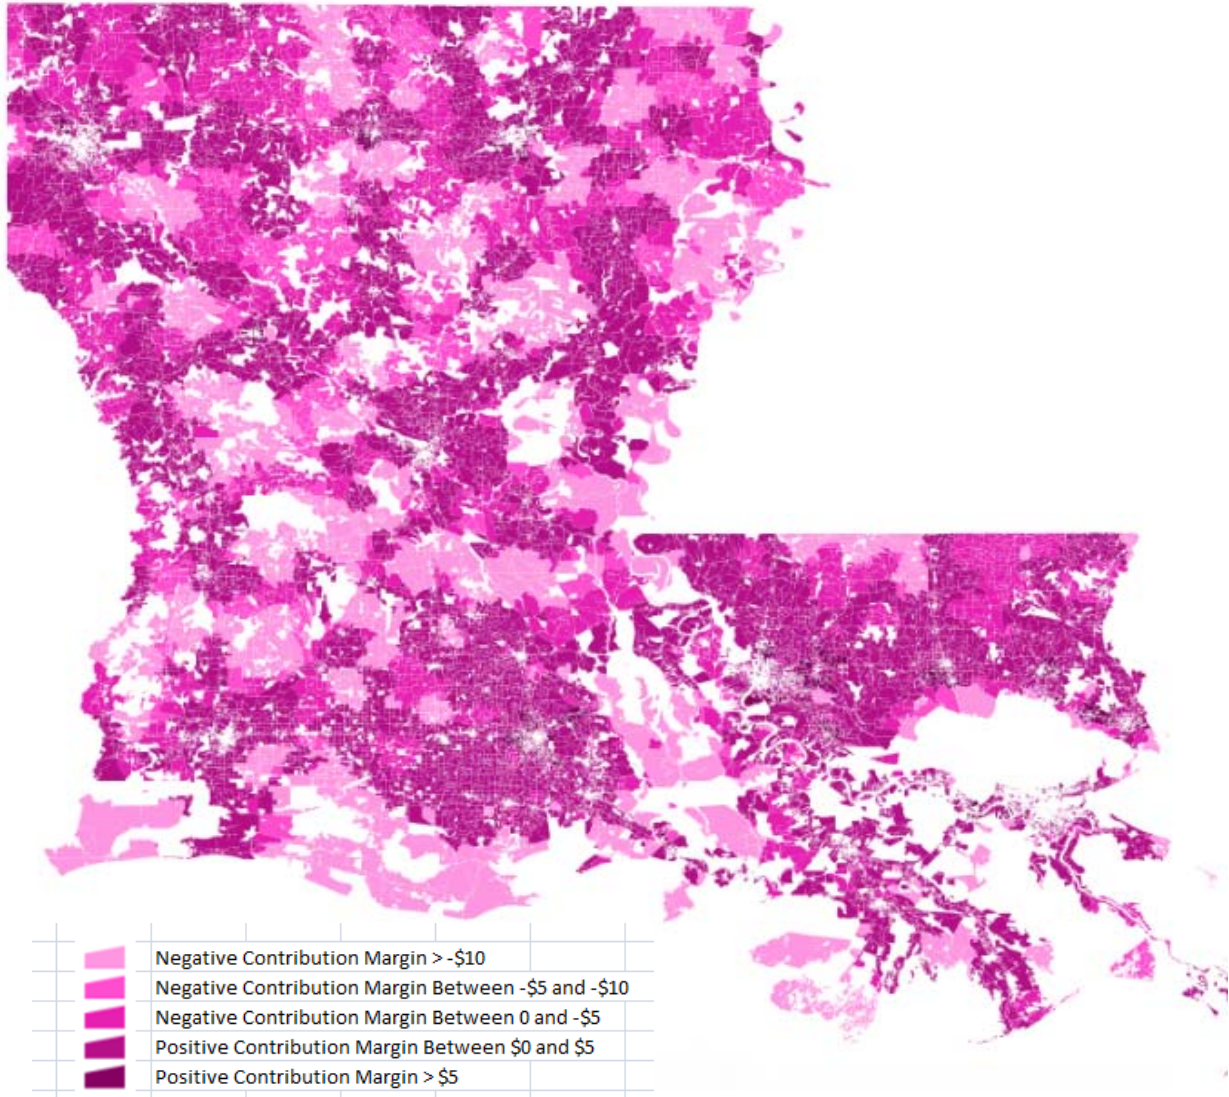 Negative Contribution Margin > -$10
Negative Contribution Margin Between -$5 and -$10
Negative Contribution Margin Between 0 and -$5
Positive Contribution Margin Between $0 and $5
Positive Contribution Margin > $5